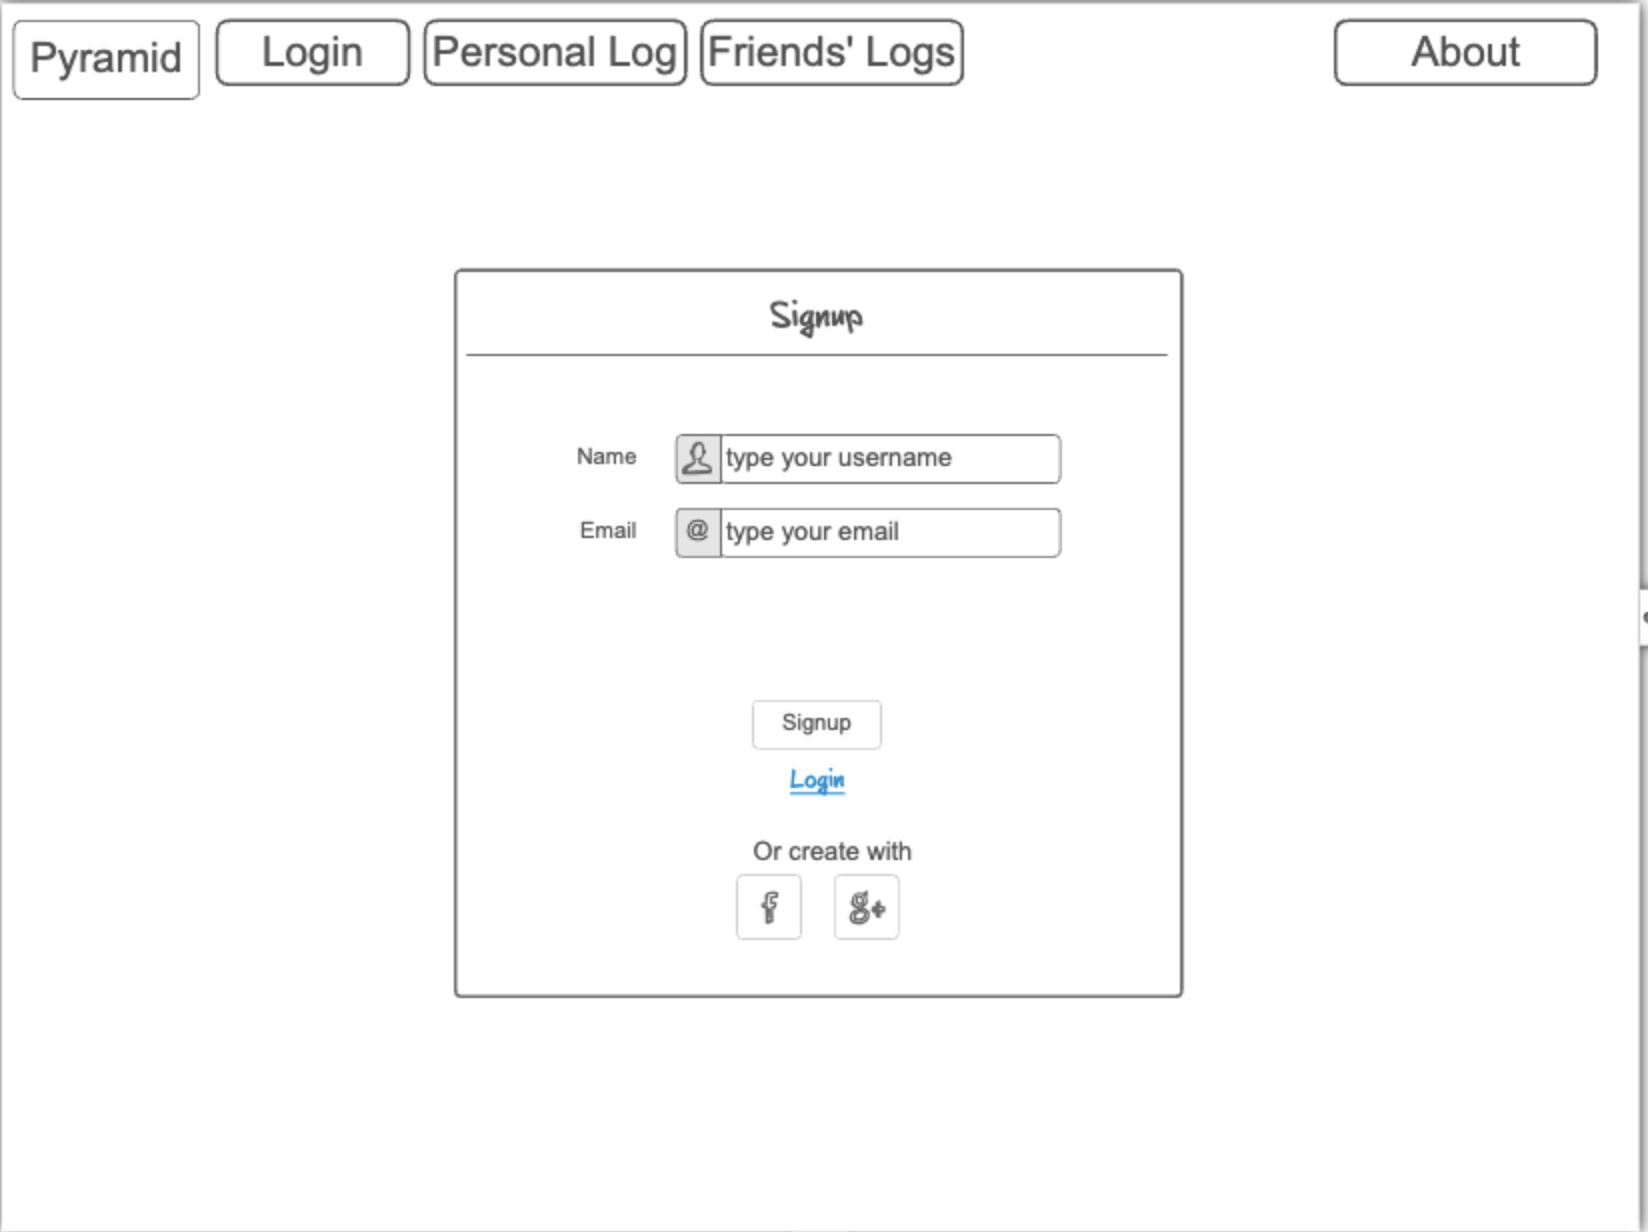 Pyramid Login Personal Log Friends' Logs About
Signup
Name type your username
Email @ type your email
Signup
Login
Or create with
f g+